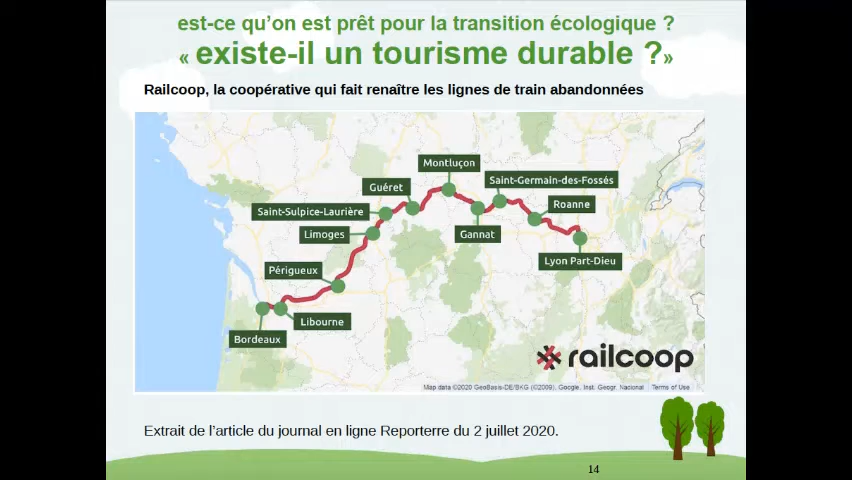 est-ce qu’on est prêt pour la transition écologique ?
« existe-il un tourisme durable ?»
Railcoop, la coopérative qui fait renaître les lignes de train abandonnées
Montluçon
Saint-Germain-des-Fossés
Guéret
Roanne
Saint-Sulpice-Laurière
Limoges
Gannat
Lyon Part-Dieu
Périgueux
Libourne
Bordeaux
railcoop
Map data ©2020 GeoBasis-DE/BKG (©2009), Google, Inst. Geogr. Nacional Terms of Use
Extrait de l’article du journal en ligne Reporterre du 2 juillet 2020.
14